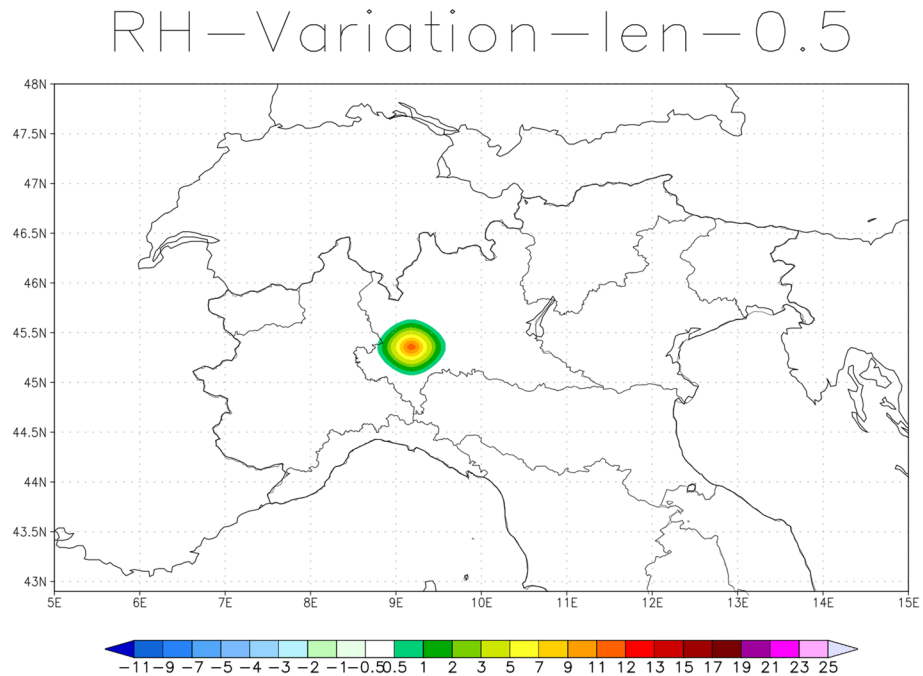 RH-Variation-len-0.5
48N
47.5N
47N
46.5N
46N
45.5N
45N
44.5N
44N
43.5N
43N
5E 6E 7E 8E 9E 10E 11E 12E 13E 14E 15E
-11 -9 -7 -5 -4 -3 -2 -1 -0.5 0.5 1 2 3 5 7 9 11 12 13 15 17 19 21 23 25